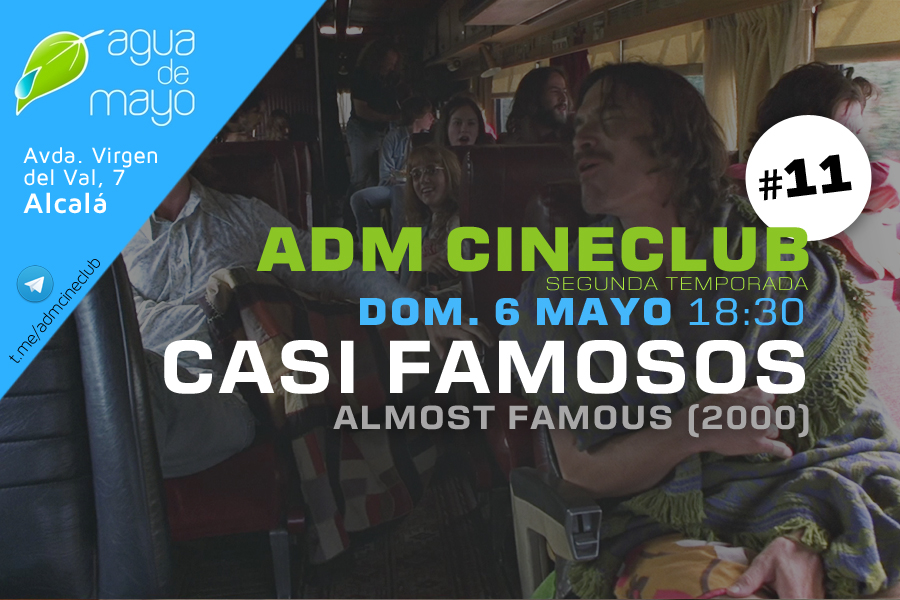 agua
de
mayo
Avda. Virgen
del Val, 7
Alcalá
t.me/admcineclub
#11
ADM CINECLUB
SEGUNDA TEMPORADA
DOM. 6 MAYO 18:30
CASI FAMOSOS
ALMOST FAMOUS (2000)